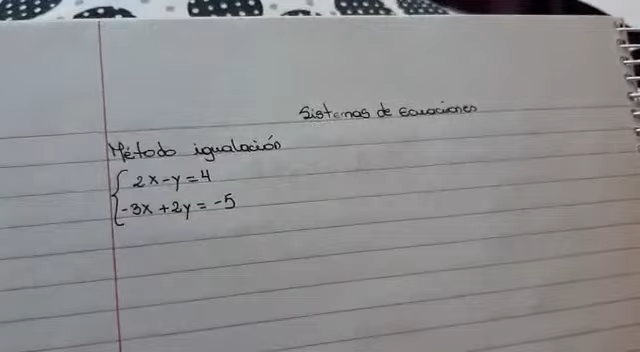 Sistemas de ecuaciones
Método igualación
2x-y=4
-3x+2y=-5